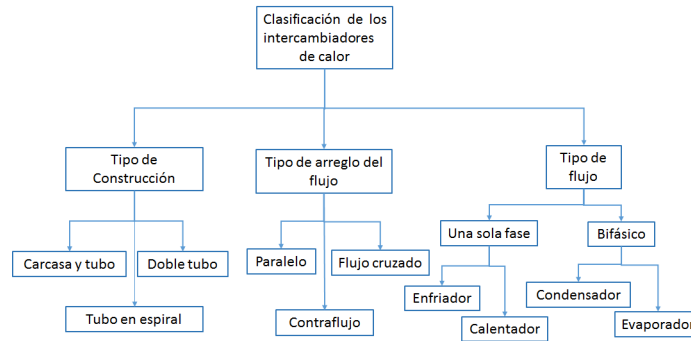 Clasificación de los
intercambiadores
de calor
Tipo de
Construcción
Tipo de arreglo del
flujo
Tipo de
flujo
Carcasa y tubo
Doble tubo
Tubo en espiral
Paralelo
Flujo cruzado
Contraflujo
Una sola fase
Bifásico
Enfriador
Calentador
Condensador
Evaporador